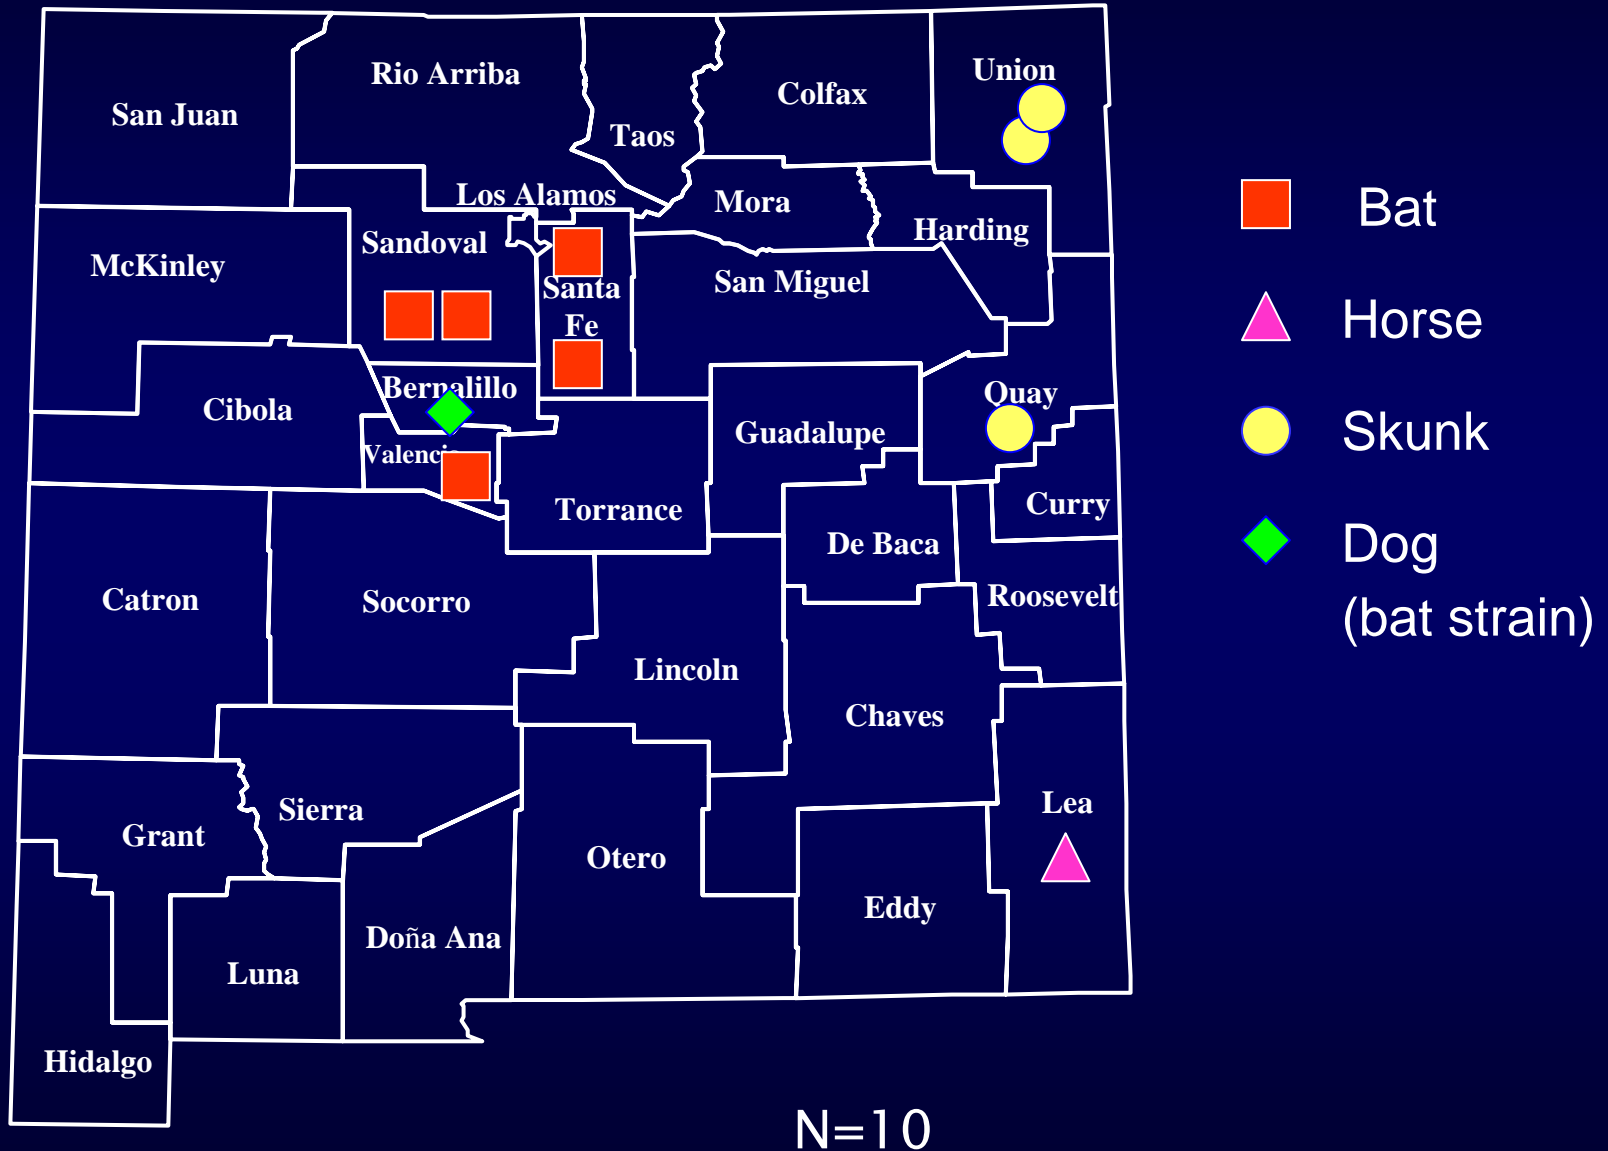 San Juan
Rio Arriba
Taos
Colfax
Union
Los Alamos
Mora
Harding
McKinley
Sandoval
Santa
Fe
San Miguel
Cibola
Bernalillo
Valencia
Guadalupe
Quay
Curry
Torrance
De Baca
Catron
Socorro
Roosevelt
Lincoln
Chaves
Grant
Sierra
Otero
Lea
Eddy
Doña Ana
Luna
Hidalgo
Bat
Horse
Skunk
Dog
(bat strain)
N=10